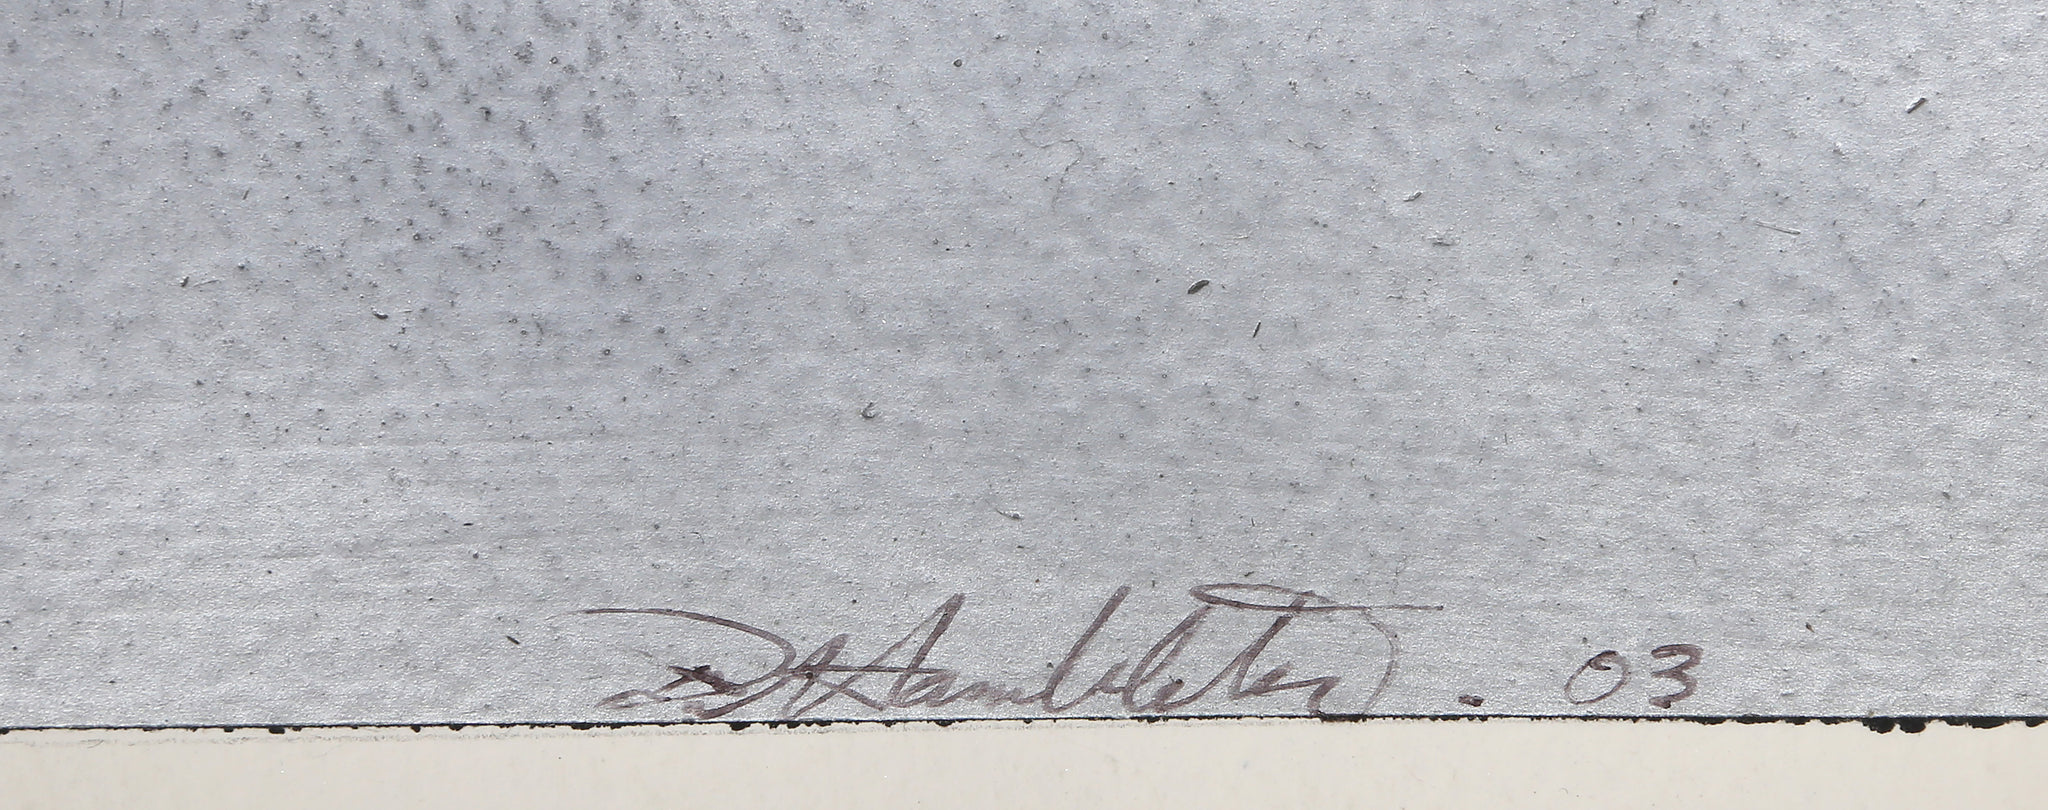 R Hambleton . 03